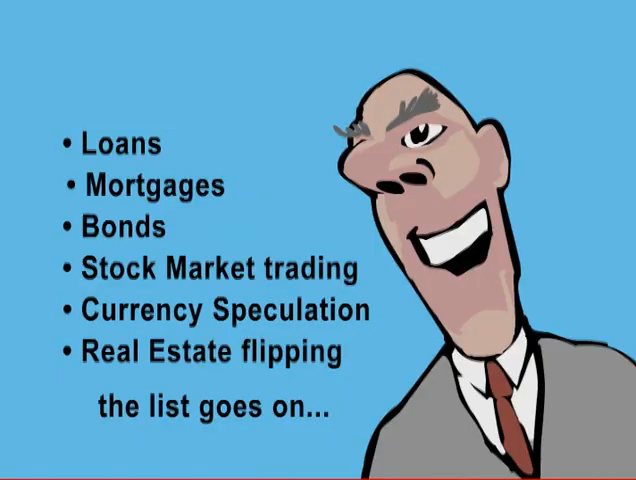 • Loans
• Mortgages
• Bonds
• Stock Market trading
• Currency Speculation
• Real Estate flipping
the list goes on...